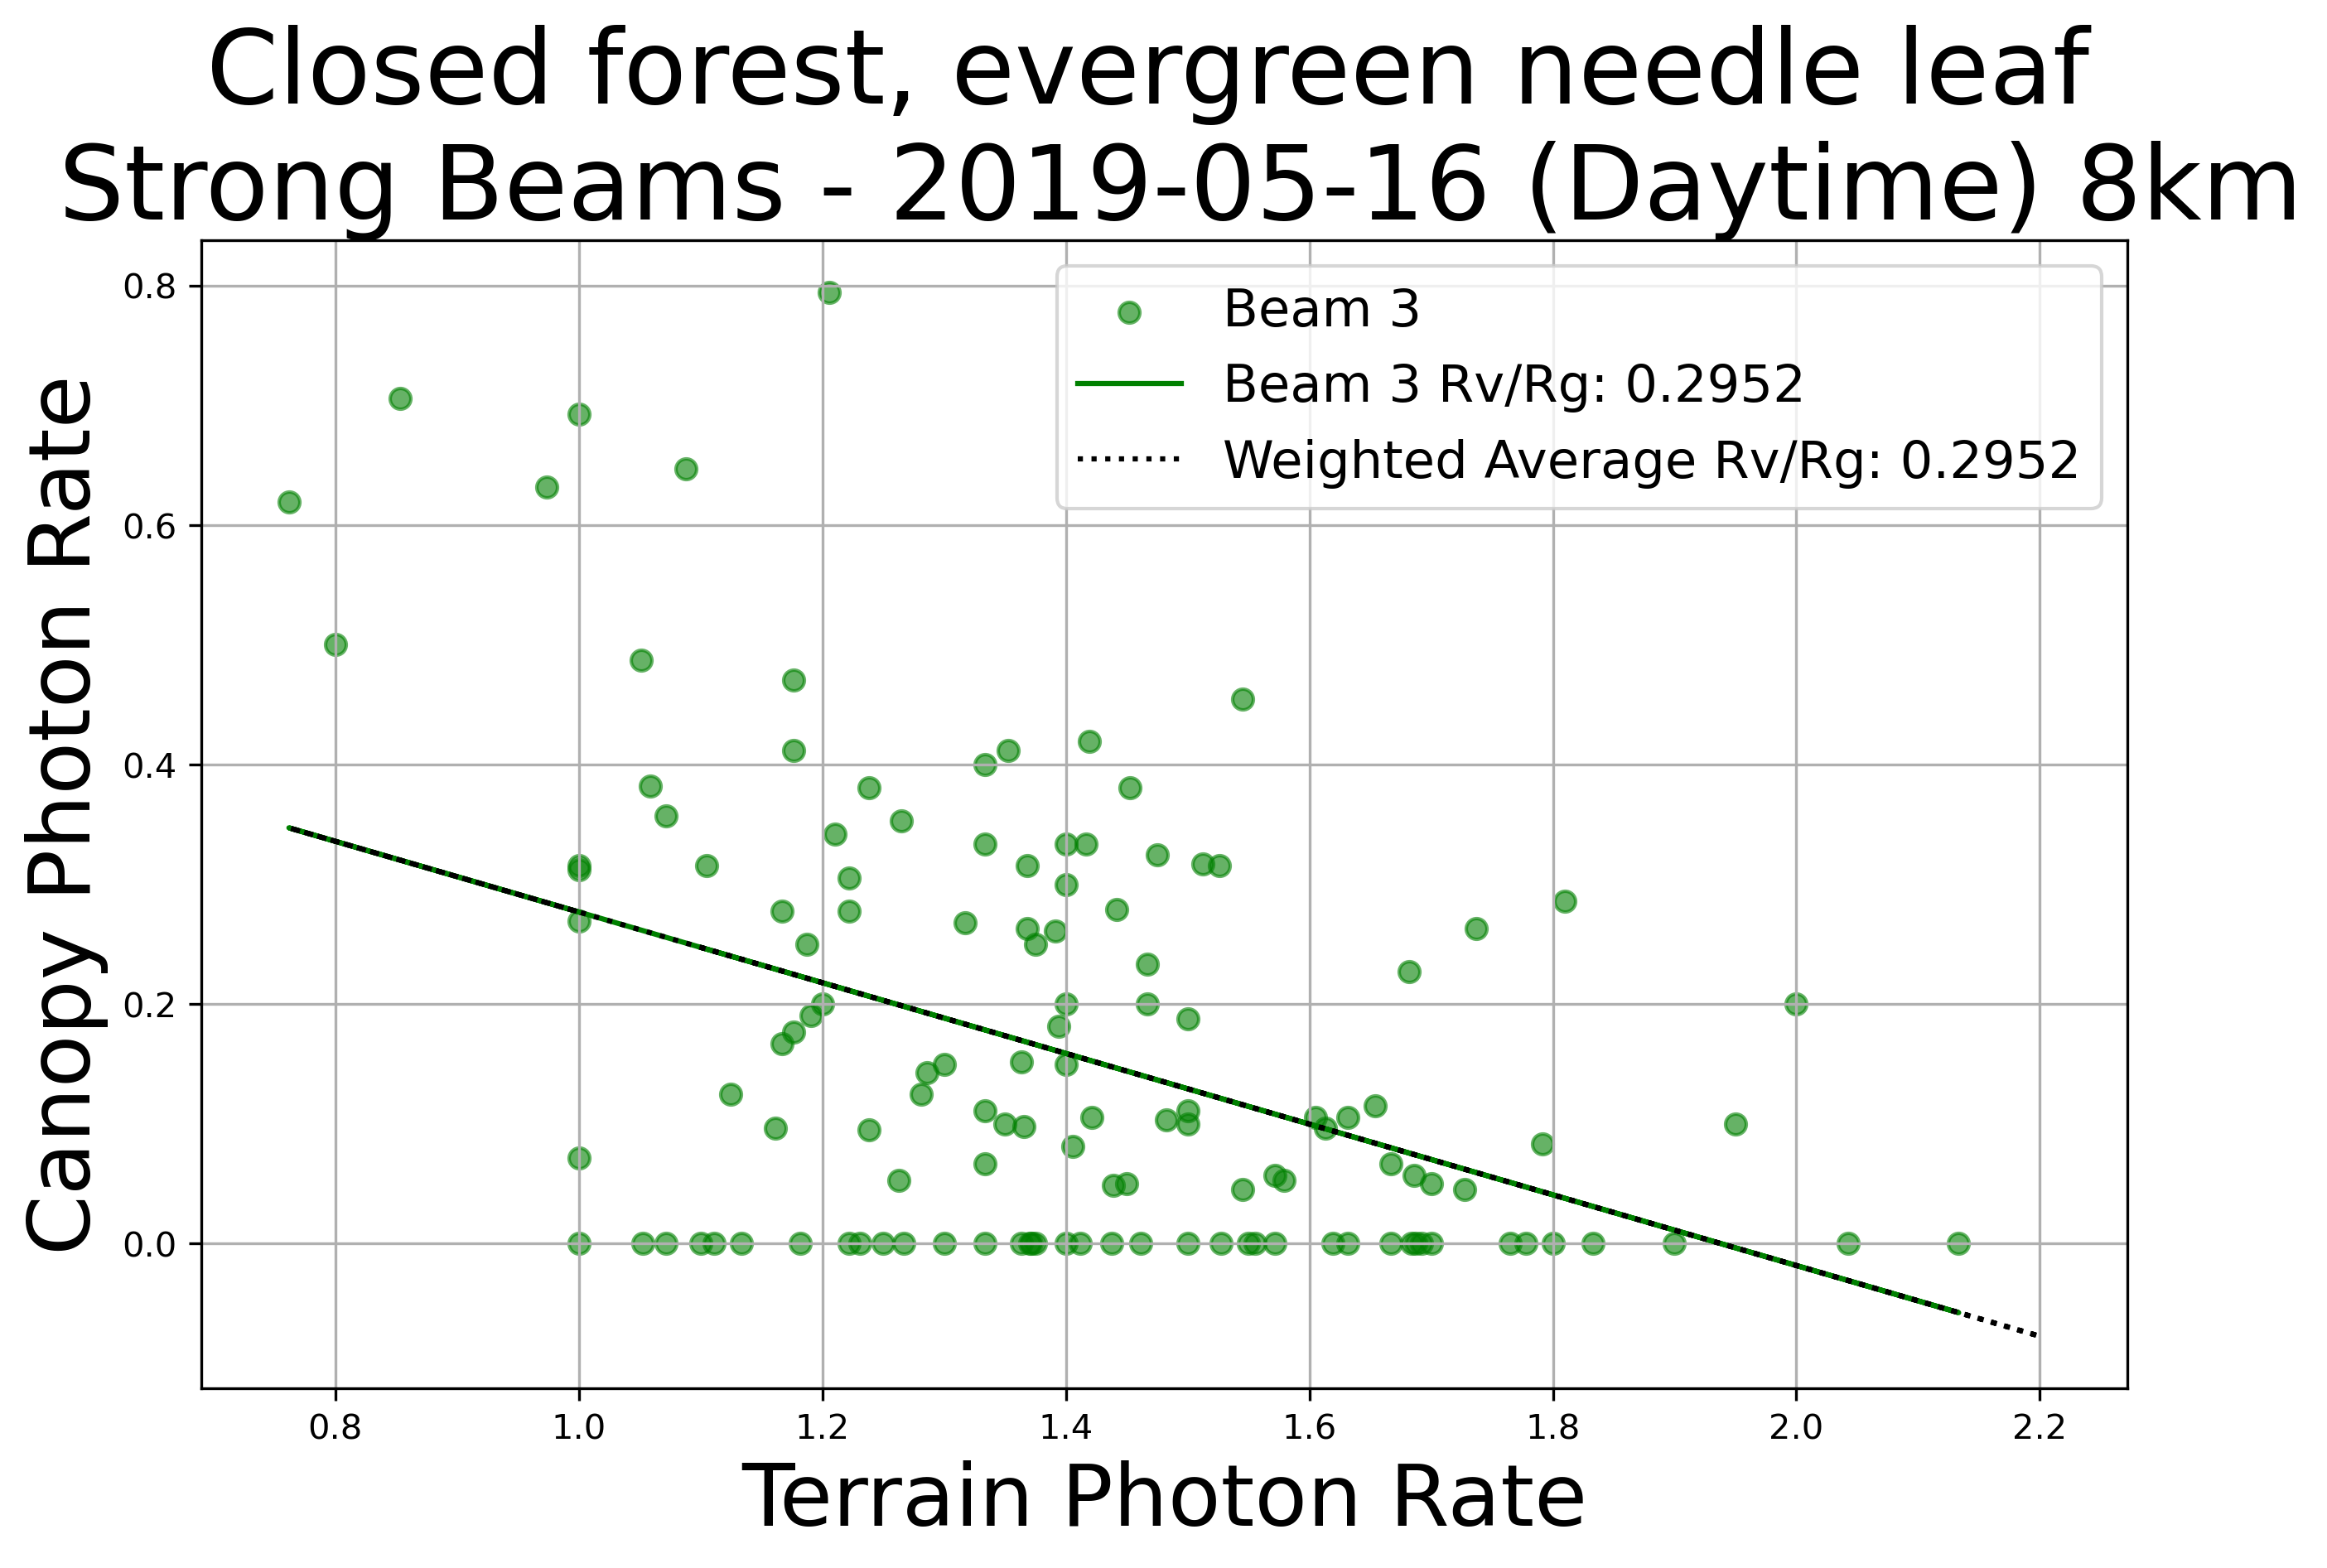 Closed forest, evergreen needle leaf
Strong Beams - 2019-05-16 (Daytime) 8km
Beam 3
Beam 3 Rv/Rg: 0.2952
Weighted Average Rv/Rg: 0.2952
Canopy Photon Rate
0.8
0.6
0.4
0.2
0.0
0.8 1.0 1.2 1.4 1.6 1.8 2.0 2.2
Terrain Photon Rate